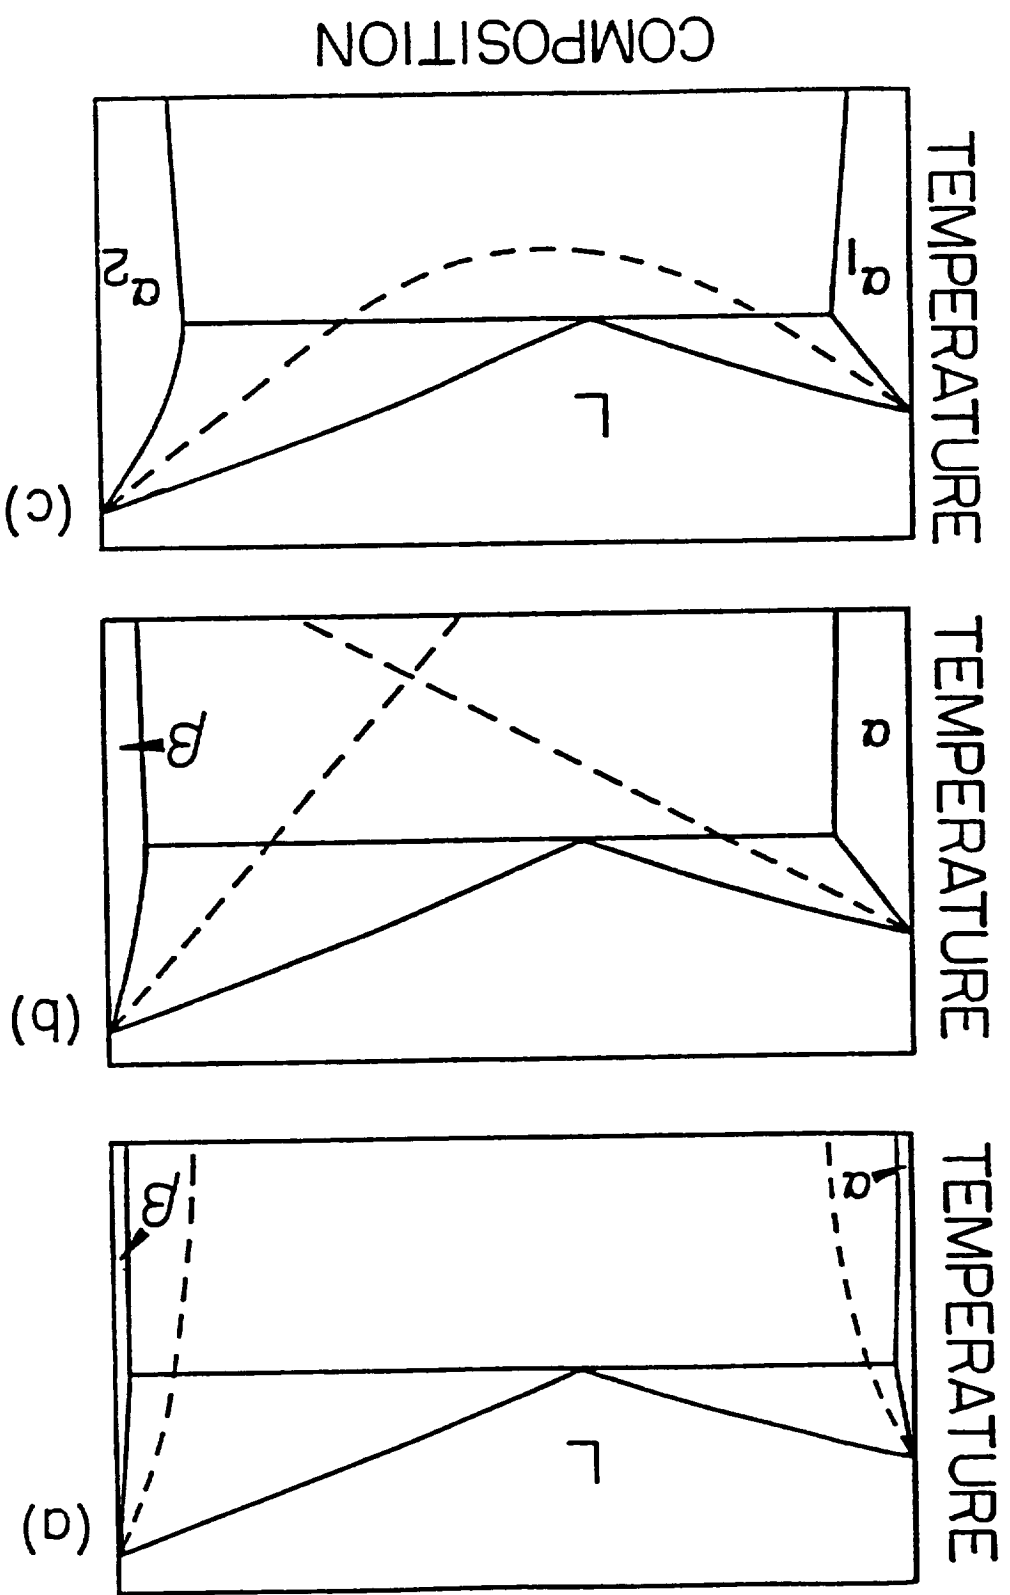 (a)
TEMPERATURE
L
α
β
(b)
TEMPERATURE
α
β
(c)
TEMPERATURE
L
α1
α2
COMPOSITION